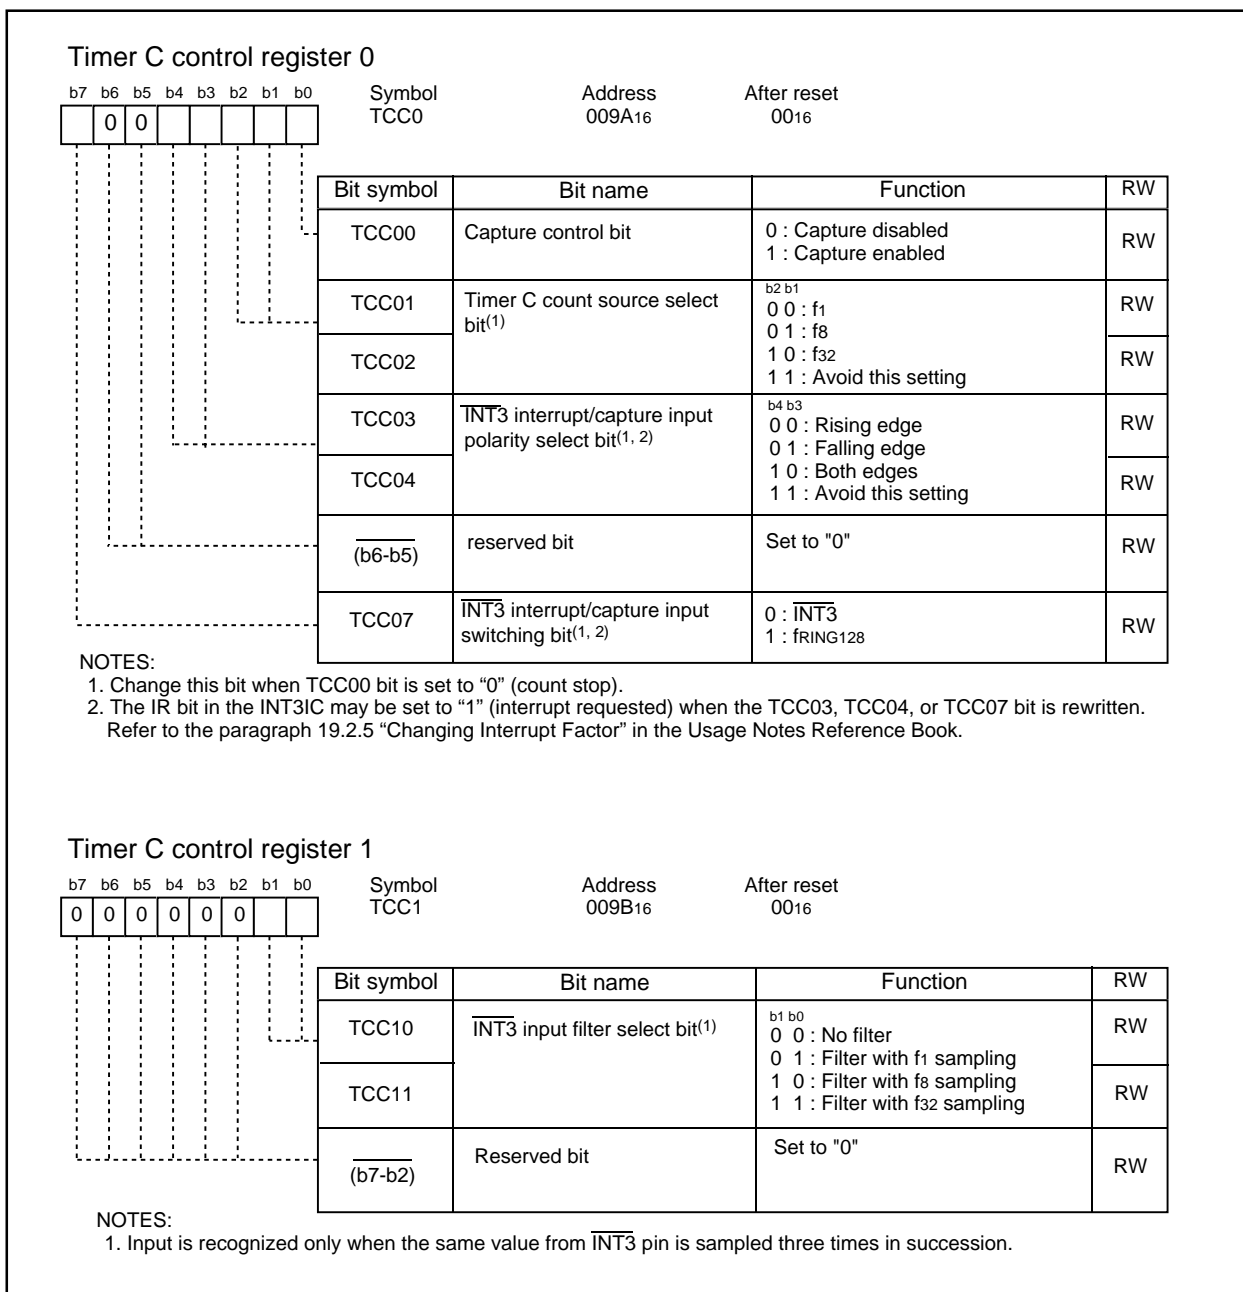 Timer C control register 0
b7 b6 b5 b4 b3 b2 b1 b0 Symbol Address After reset
0 0 TCC0 009A16 0016
Bit symbol Bit name Function RW
TCC00 Capture control bit 0 : Capture disabled RW
1 : Capture enabled
TCC01 Timer C count source select bit(1) b2 b1 RW
0 0 : f1
0 1 : f8
TCC02 1 0 : f32 RW
1 1 : Avoid this setting
TCC03 INT3 interrupt/capture input polarity select bit(1, 2) b4 b3 RW
0 0 : Rising edge
0 1 : Falling edge
TCC04 1 0 : Both edges RW
1 1 : Avoid this setting
(b6-b5) reserved bit Set to "0" RW
TCC07 INT3 interrupt/capture input switching bit(1, 2) 0 : INT3 RW
1 : fRING128
NOTES:
1. Change this bit when TCC00 bit is set to “0” (count stop).
2. The IR bit in the INT3IC may be set to “1” (interrupt requested) when the TCC03, TCC04, or TCC07 bit is rewritten.
Refer to the paragraph 19.2.5 “Changing Interrupt Factor” in the Usage Notes Reference Book.
Timer C control register 1
b7 b6 b5 b4 b3 b2 b1 b0 Symbol Address After reset
0 0 0 0 0 0 TCC1 009B16 0016
Bit symbol Bit name Function RW
TCC10 INT3 input filter select bit(1) b1 b0 RW
0 0 : No filter
0 1 : Filter with f1 sampling
TCC11 1 0 : Filter with f8 sampling RW
1 1 : Filter with f32 sampling
(b7-b2) Reserved bit Set to "0" RW
NOTES:
1. Input is recognized only when the same value from INT3 pin is sampled three times in succession.